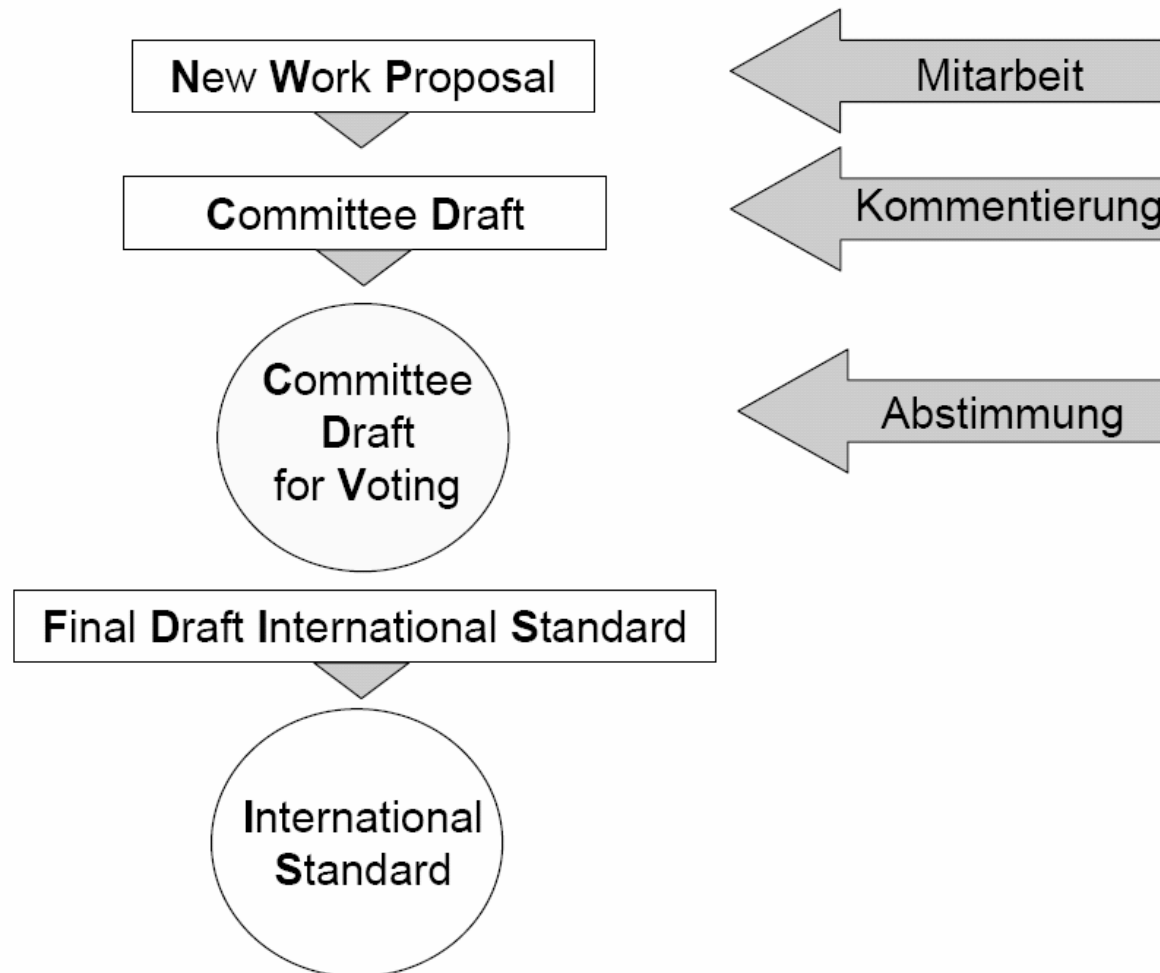 New Work Proposal
Mitarbeit
Committee Draft
Kommentierung
Committee
Draft
for Voting
Abstimmung
Final Draft International Standard
International
Standard